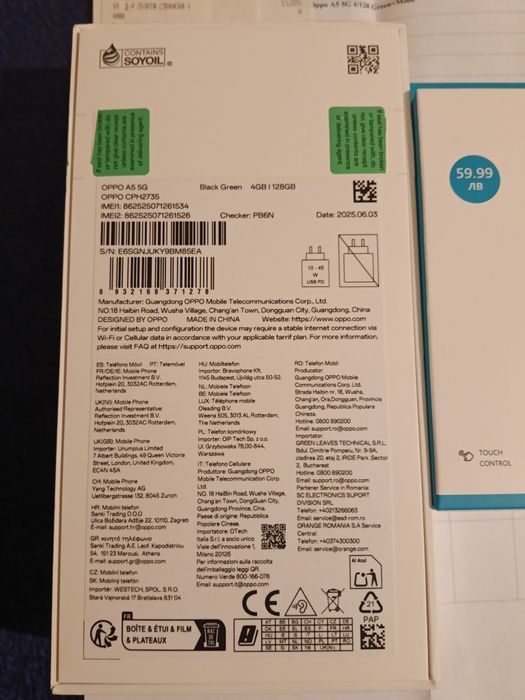 CONTAINS
SOYOIL
OPPO A5 5G Black Green 4GB | 128GB
OPPO CPH2735
IMEI1: 862525071261534
IMEI2: 862525071261526 Checker: PB6N Date: 2025.06.03
S/N: E6SGNJUKY9BM85EA
6 932169 371278
10 - 45
W
USB PD
Manufacturer: Guangdong OPPO Mobile Telecommunications Corp., Ltd.
NO.18 HaiBin Road, Wusha Village, Chang'an Town, Dongguan City, Guangdong, China.
DESIGNED BY OPPO MADE IN CHINA Website: https://www.oppo.com
For initial setup and configuration the device may require a stable Internet connection via
Wi-Fi or Cellular data in accordance with your applicable tarrif plan. For more information,
please visit FAQ at https://support.oppo.com
ES: Teléfono Móvil PT: Telemóvel
FR/DE/IE: Mobile Phone
Reflection Investment B.V.
Hofplein 20, 3032AC Rotterdam,
Netherlands
UK(NI): Mobile Phone
Authorised Representative:
Reflection Investment B.V.
Hofplein 20, 3032AC Rotterdam,
Netherlands
UK(GB): Mobile Phone
Importer: Unumplus Limited
7 Albert Buildings, 49 Queen Victoria
Street, London, United Kingdom,
EC4N 4SA
CH: Mobile Phone
Yang Technology AG
Uetlibergstrasse 132, 8045 Zurich
HR: Mobilni telefon
Sanki Trading D.O.O
Ulica Božidara Adžije 22, 10110, Zagreb
E-mail: support.hr@oppo.com
GR: κινητό τηλέφωνο
Sanki Trading A.E. Leof. Kapodistriou
54, 151 23 Marousi, Athens
E-mail: support.gr@oppo.com
CZ: Mobilní telefon
SK: Mobilný telefón
Importer: WESTECH, SPOL. S R.O.
Stará Vajnorská 17 Bratislava 831 04
HU: Mobiltelefon
Importer: Bravophone Kft.
1145 Budapest, Újvilág utca 50-52.
NL: Mobiele Telefoon
BE: Mobiele Telefoon
LUX: Téléphone mobile
Oleading B.V.
Weena 505, 3013 AL Rotterdam,
The Netherlands
PL: Telefon komórkowy
Importer: OIP Tech Sp. z o.o.
Ul. Grzybowska 78, 00-844,
Warszawa
IT: Telefono Cellulare
Produttore: Guangdong OPPO
Mobile Telecommunications Corp.
Ltd.
NO. 18 HaiBin Road, Wusha Village,
Chang'an Town, DongGuan City,
Guangdong Province, Cina.
Paese di origine: Repubblica
Popolare Cinese.
Importatore: OTech
Italia S.r.l a socio unico
Viale dell'innovazione 1,
Milano 20126
Per informazioni sulla raccolta
dell'imballaggio leggi QR.
Numero Verde 800-166-076
Email: support.it@oppo.com
RO: Telefon Mobil
Producator:
Guangdong OPPO Mobile
Communications Corp. Ltd.
Strada Haibin nr. 18, Wusha,
Chang'an, Ora,Dongguan, Provincia
Guangdong, Republica Populara
Chineza.
Hotline: 0800 890200
Email: support.ro@oppo.com
Importator:
GREEN LEAVES TECHNICAL S.R.L.
Bdul. Dimitrie Pompeiu, Nr. 9-9A,
cladirea 20, etaj 2, IRIDE Park ,Sector
2, Bucharest
Hotline: 0800 890200
Email: support.ro@oppo.com
Partener Service in Romania:
SC ELECTRONICS SUPORT
DIVISION SRL
Telefon: +40213266063
Email: service@esd-rom.ro
ORANGE ROMANIA S.A Service
Central:
Telefon: +40374300300
Email: service@orange.com
Al Azul
21
PAP
CE
FR
BOÎTE & ÉTUI & FILM
& PLATEAUX
59.99
ЛВ
TOUCH
CONTROL